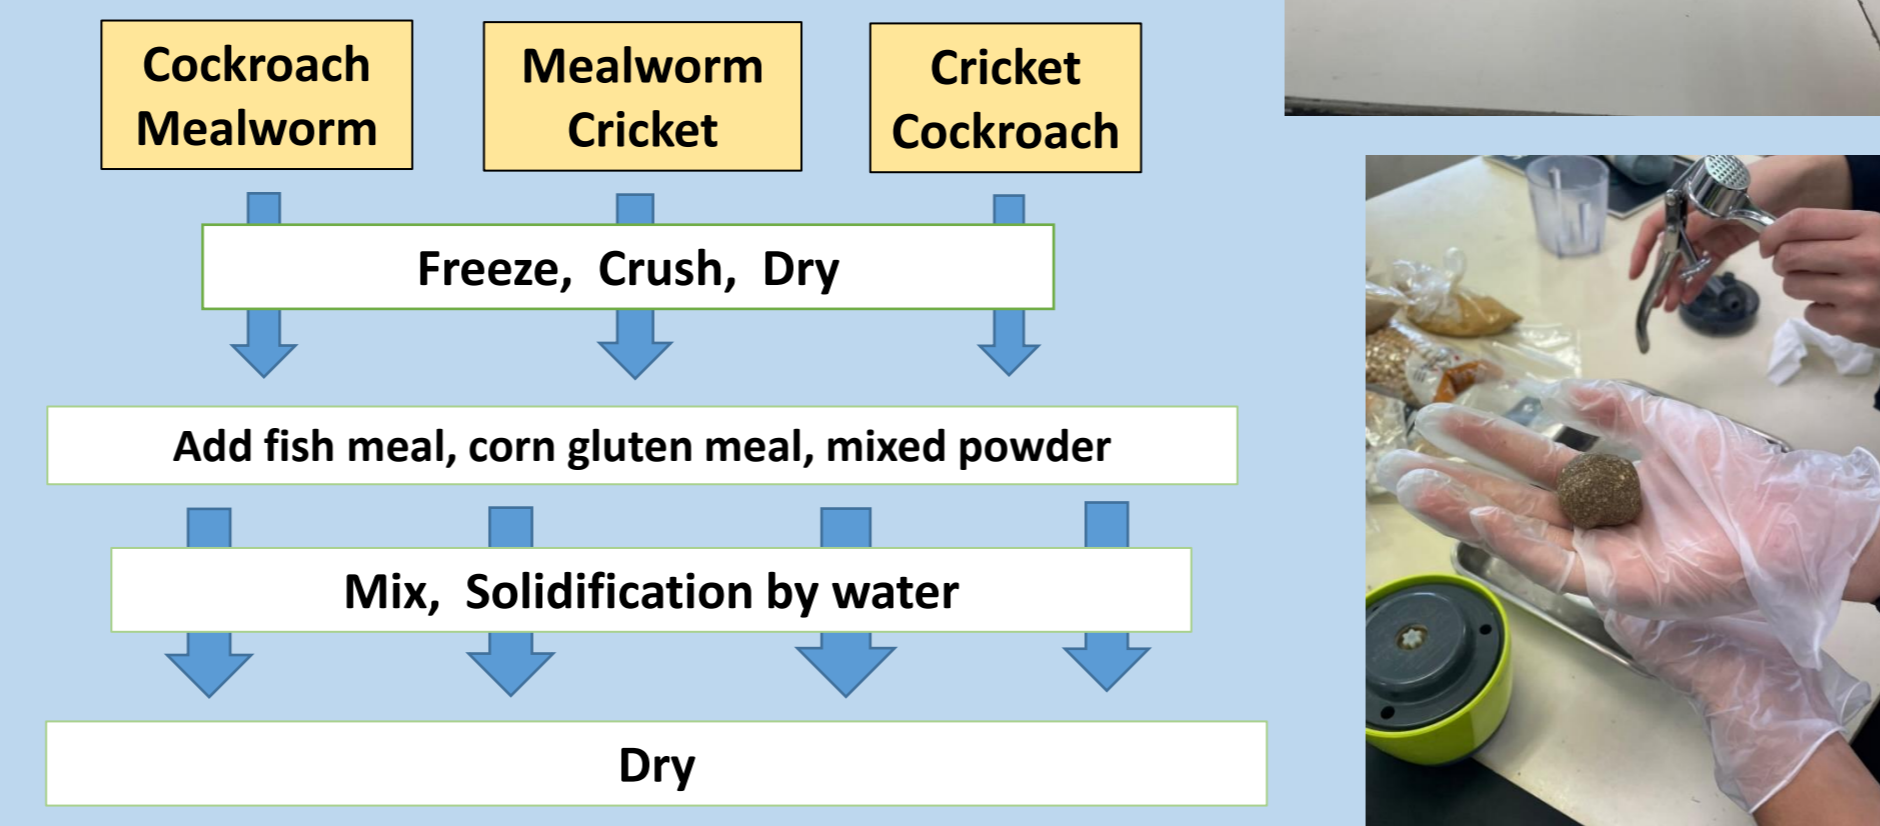 Cockroach
Mealworm
Mealworm
Cricket
Cricket
Cockroach
Freeze, Crush, Dry
Add fish meal, corn gluten meal, mixed powder
Mix, Solidification by water
Dry